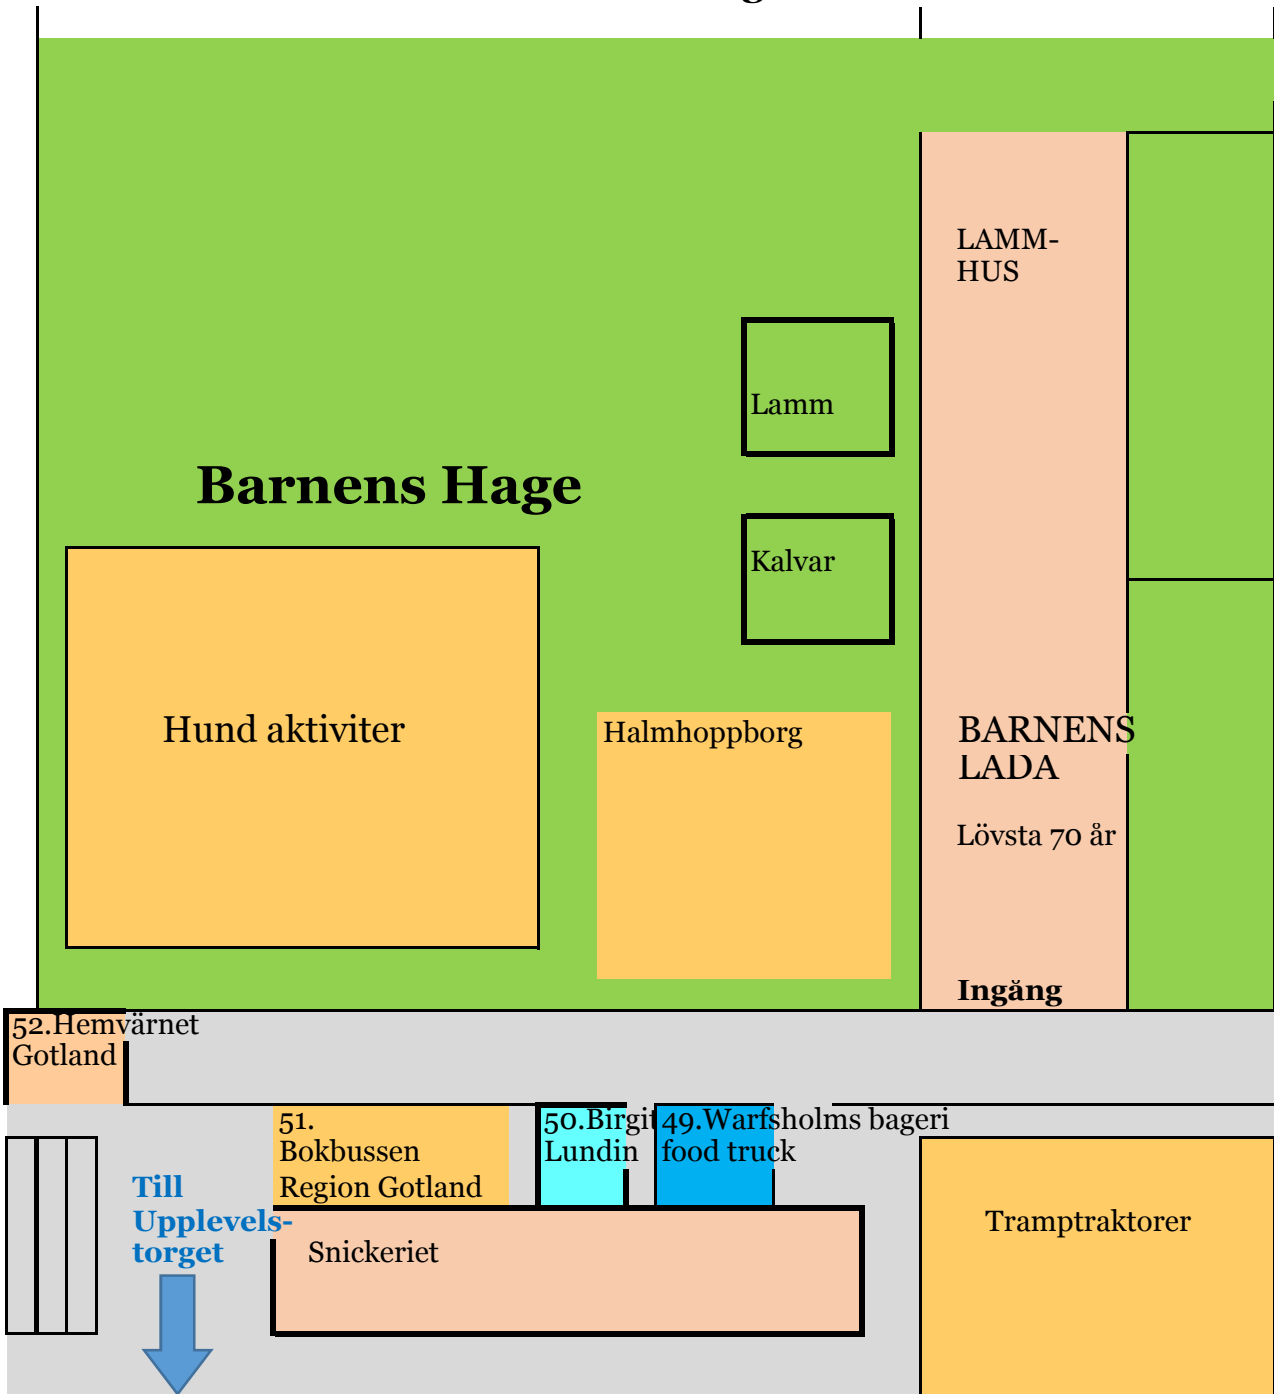 LAMM-
HUS
Lamm
Barnens Hage
Kalvar
Hund aktiviter
Halmhoppborg
BARNENS
LADA
Lövsta 70 år
Ingång
52.Hemvärnet
Gotland
51.
Bokbussen
Region Gotland
50.Birgit
Lundin
49.Warfsholms bageri
food truck
Till
Upplevels-
torget
Snickeriet
Tramptraktorer